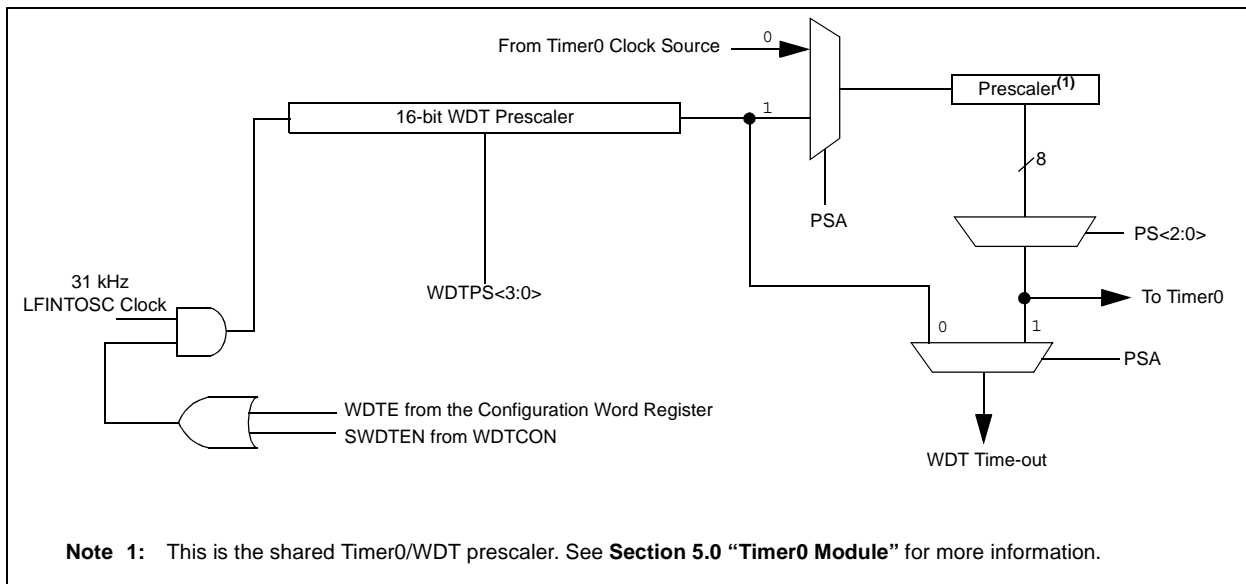 From Timer0 Clock Source
0
Prescaler(1)
16-bit WDT Prescaler
1
8
PSA
PS<2:0>
31 kHz
LFINTOSC Clock
WDTPS<3:0>
To Timer0
0
1
PSA
WDTE from the Configuration Word Register
SWDTEN from WDTCON
WDT Time-out
Note 1: This is the shared Timer0/WDT prescaler. See Section 5.0 “Timer0 Module” for more information.